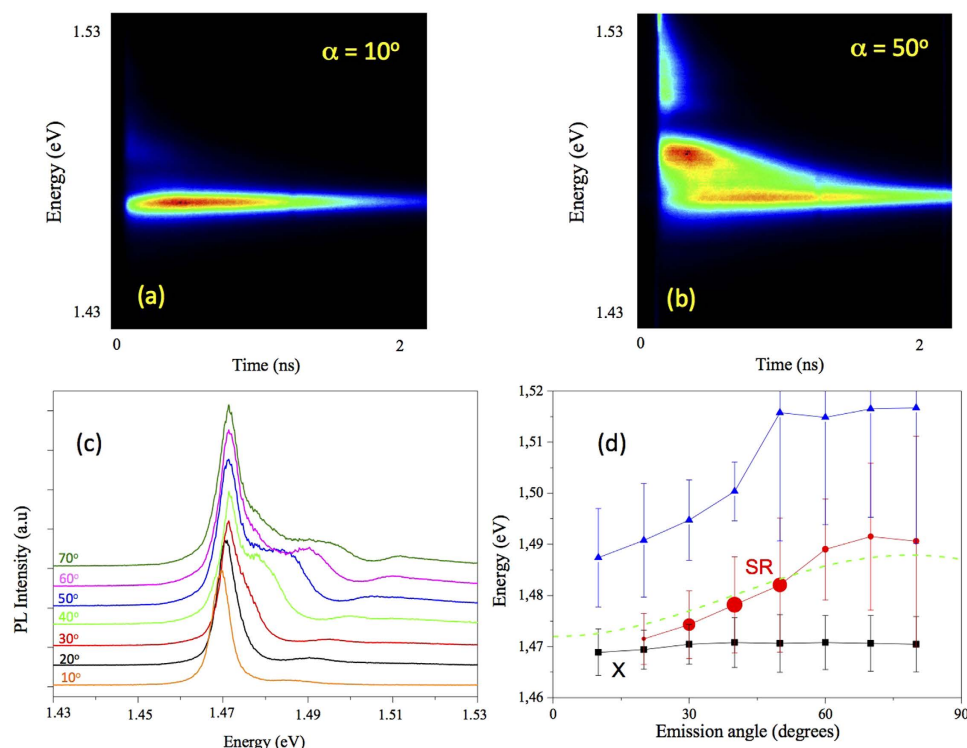 1.53
α = 10º
Energy (eV)
(a)
1.43
0
2
Time (ns)
1.53
α = 50º
Energy (eV)
(b)
1.43
0
2
Time (ns)
(c)
PL Intensity (a.u)
70º
60º
50º
40º
30º
20º
10º
1.43
1.45
1.47
1.49
1.51
1.53
Energy (eV)
(d)
1,52
1,51
1,50
1,49
1,48
1,47
1,46
Energy (eV)
SR
X
0
30
60
90
Emission angle (degrees)